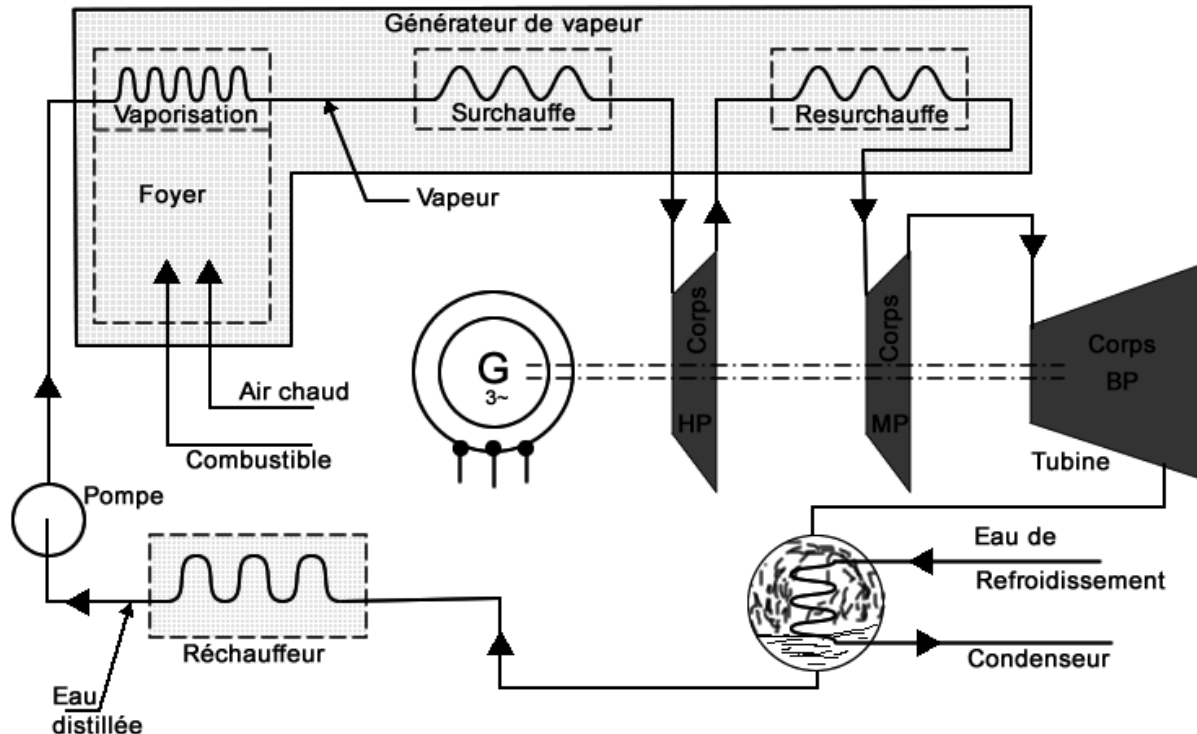 Générateur de vapeur
Vaporisation
Surchauffe
Resurchauffe
Foyer
Vapeur
Air chaud
Combustible
G
3~
Corps
HP
Corps
MP
Corps
BP
Tubine
Pompe
Réchauffeur
Eau
distillée
Eau de
Refroidissement
Condenseur